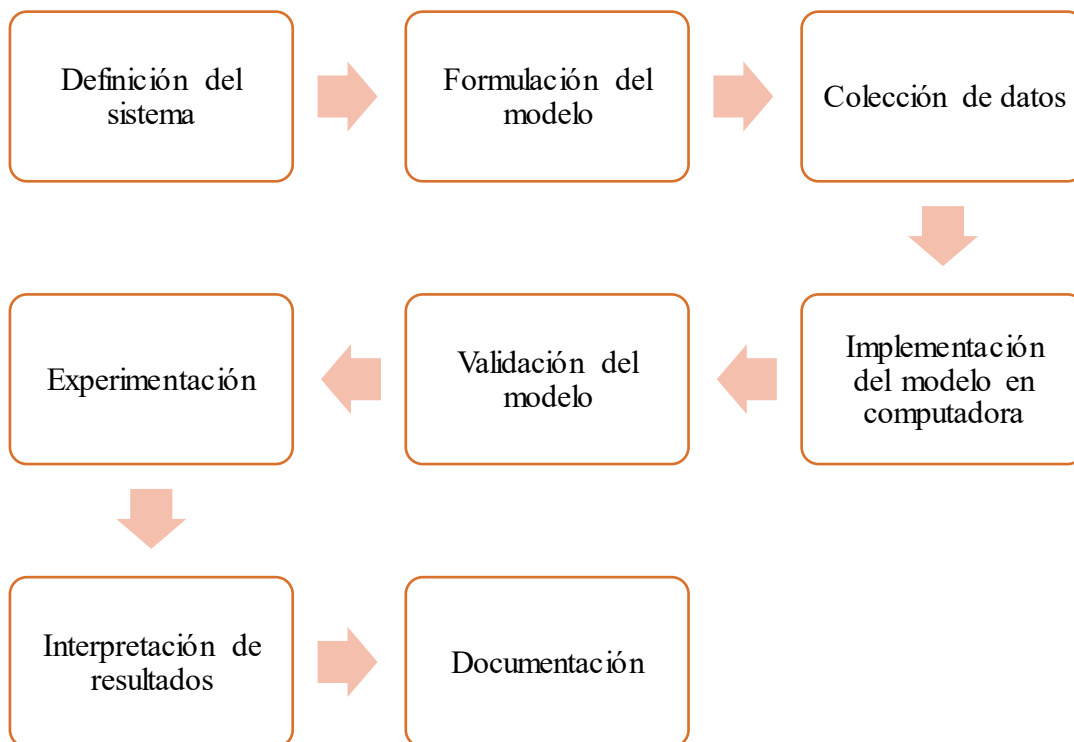 Definición del
sistema
Formulación del
modelo
Colección de datos
Implementación
del modelo en
computadora
Validación del
modelo
Experimentación
Interpretación de
resultados
Documentación